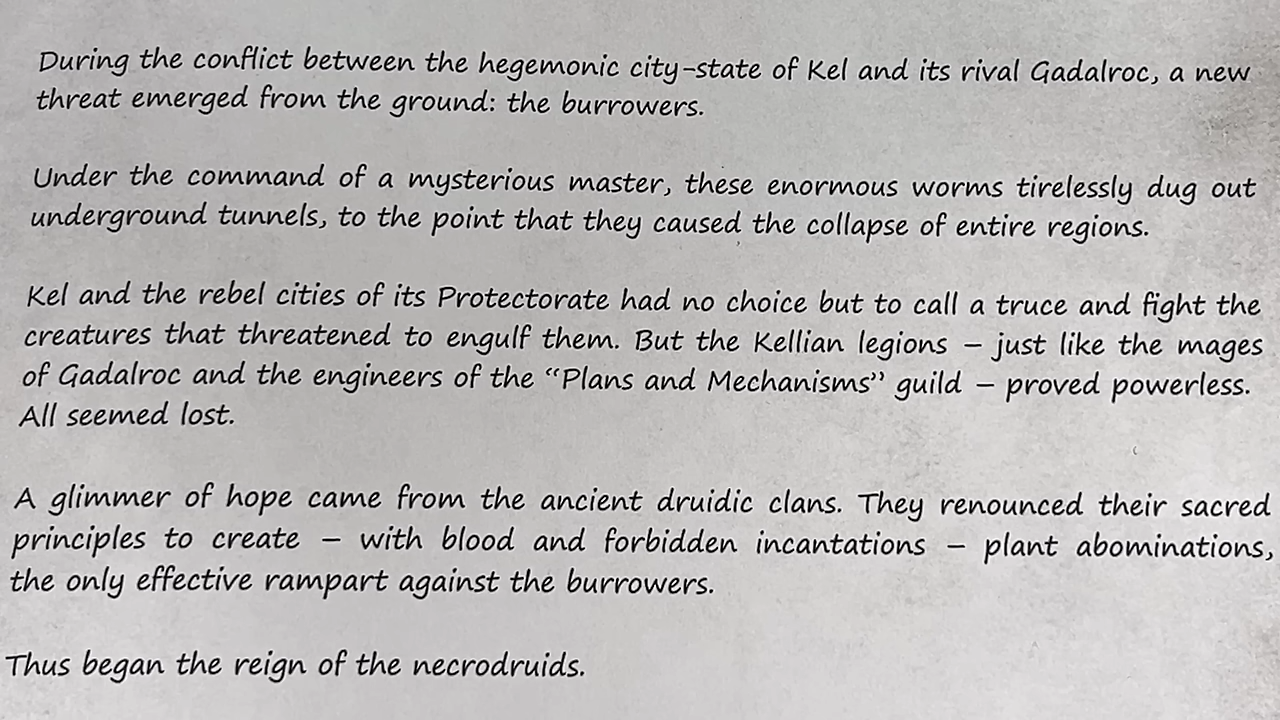 During the conflict between the hegemonic city-state of Kel and its rival Gadalroc, a new
threat emerged from the ground: the burrowers.
Under the command of a mysterious master, these enormous worms tirelessly dug out
underground tunnels, to the point that they caused the collapse of entire regions.
Kel and the rebel cities of its Protectorate had no choice but to call a truce and fight the
creatures that threatened to engulf them. But the Kellian legions – just like the mages
of Gadalroc and the engineers of the “Plans and Mechanisms” guild – proved powerless.
All seemed lost.
A glimmer of hope came from the ancient druidic clans. They renounced their sacred
principles to create – with blood and forbidden incantations – plant abominations,
the only effective rampart against the burrowers.
Thus began the reign of the necrodruids.